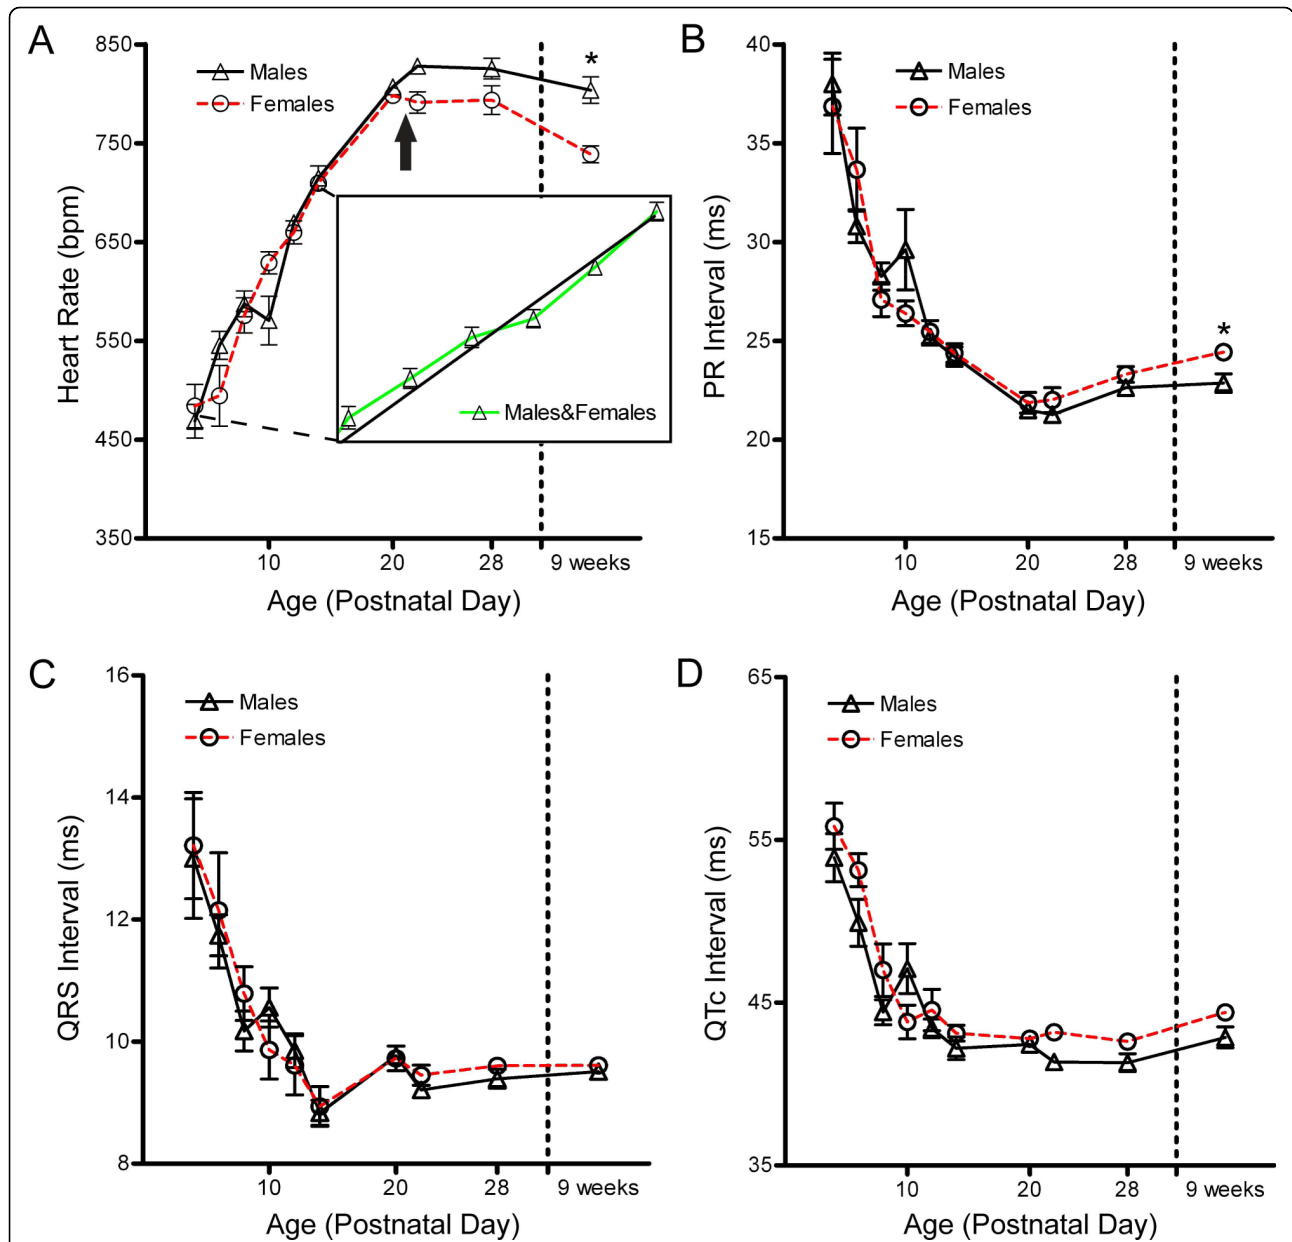 A
850
750
650
550
450
350
Heart Rate (bpm)
Males
Females
*
Males&Females
10
20
28
9 weeks
Age (Postnatal Day)
B
40
35
30
25
20
15
PR Interval (ms)
Males
Females
*
10
20
28
9 weeks
Age (Postnatal Day)
C
16
14
12
10
8
QRS Interval (ms)
Males
Females
10
20
28
9 weeks
Age (Postnatal Day)
D
65
55
45
35
QTc Interval (ms)
Males
Females
10
20
28
9 weeks
Age (Postnatal Day)